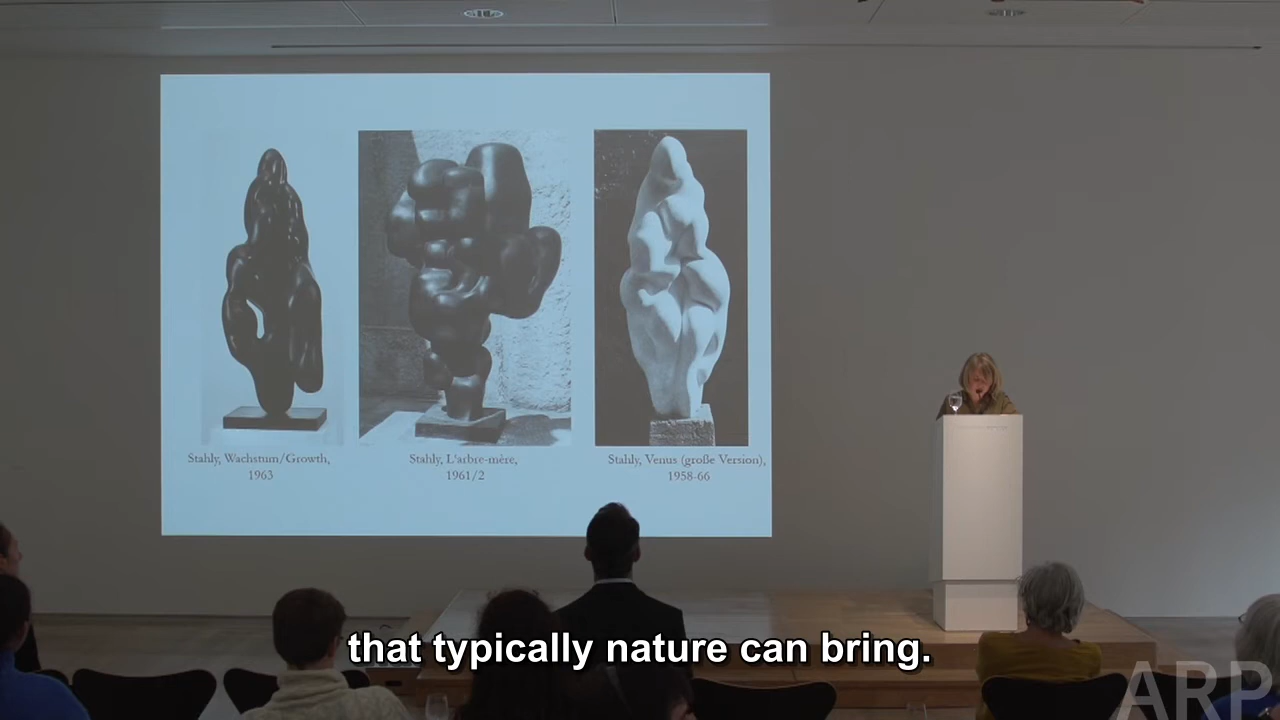 Stahly, Wachstum/Growth,
1963
Stahly, L'arbre-mère,
1961/2
Stahly, Venus (große Version),
1958-66
that typically nature can bring.
ARP